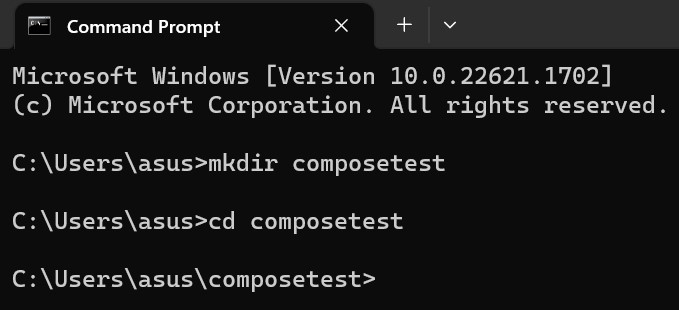 Command Prompt
Microsoft Windows [Version 10.0.22621.1702]
(c) Microsoft Corporation. All rights reserved.
C:\Users\asus>mkdir composetest
C:\Users\asus>cd composetest
C:\Users\asus\composetest>